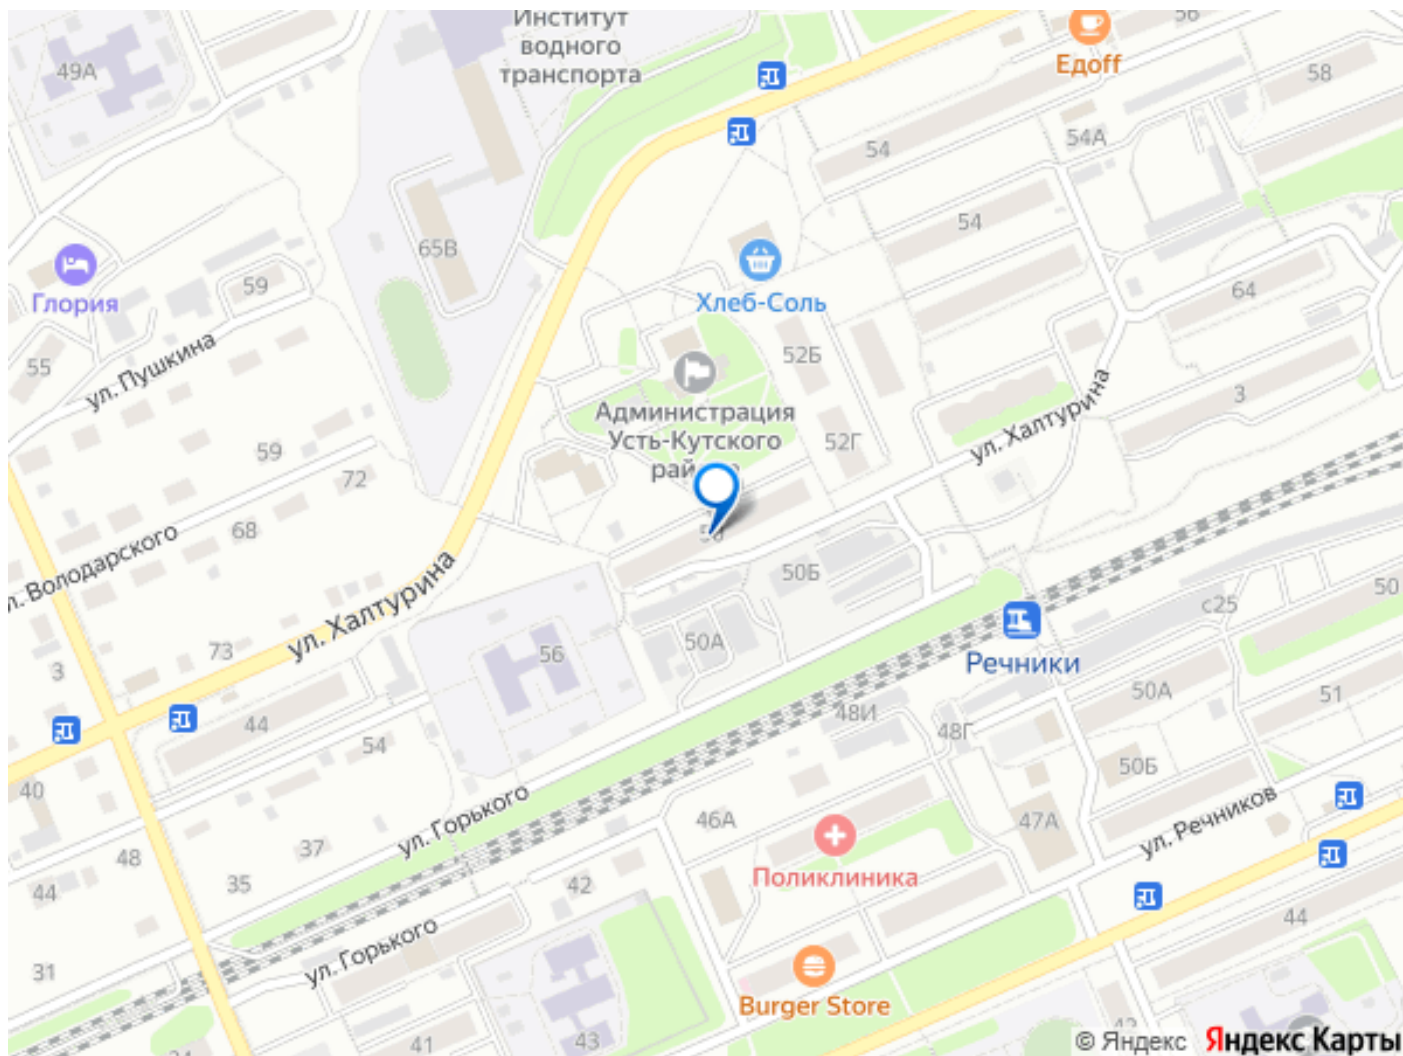 Институт
водного
транспорта
56
Едоff
49А
58
54
54А
65В
54
Глория
59
Хлеб-Соль
64
ул. Пушкина
55
52Б
3
Администрация
Усть-Кутского
ул. Халтурина
52Г
59
72
68
ул. Володарского
ул. Халтурина
50Б
с25
50
56
50А
73
3
Речники
50А
51
44
48И
48Г
54
50Б
40
ул. Горького
46А
47А
ул. Речников
37
48
35
44
42
Поликлиника
44
ул. Горького
31
Burger Store
43
41
© Яндекс Яндекс Карты